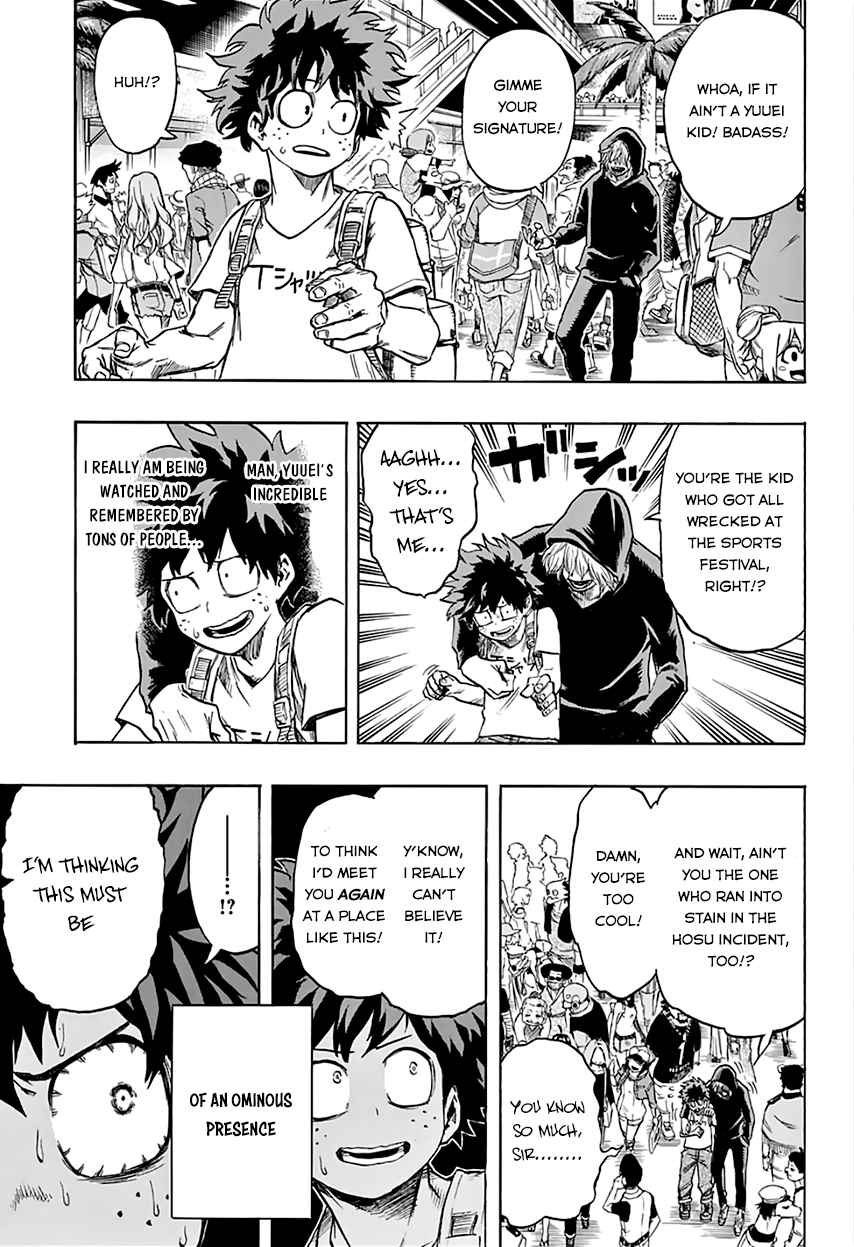 WHOA, IF IT
AIN'T A YUUEI
KID! BADASS!
GIMME
YOUR
SIGNATURE!
HUH!?
Tシャツ
YOU'RE THE KID
WHO GOT ALL
WRECKED AT
THE SPORTS
FESTIVAL,
RIGHT!?
ガシッ
AAGHH...
YES...
THAT'S
ME...
MAN, YUUEI'S
INCREDIBLE
I REALLY AM BEING
WATCHED AND
REMEMBERED BY
TONS OF PEOPLE...
AND WAIT, AIN'T
YOU THE ONE
WHO RAN INTO
STAIN IN THE
HOSU INCIDENT,
TOO!?
DAMN,
YOU'RE
TOO
COOL!
YOU KNOW
SO MUCH,
SIR........
Y'KNOW,
I REALLY
CAN'T
BELIEVE
IT!
TO THINK
I'D MEET
YOU AGAIN
AT A PLACE
LIKE THIS!
OF AN OMINOUS
PRESENCE
——...!?
I'M THINKING
THIS MUST
BE